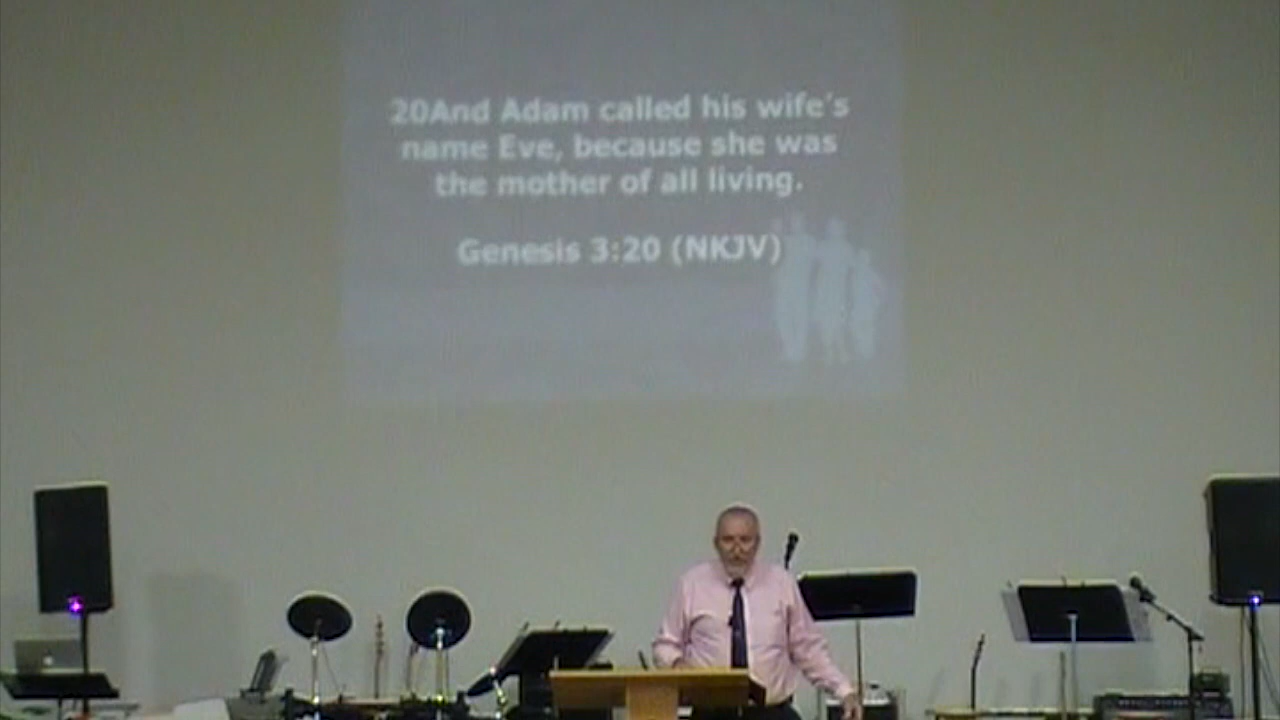 20And Adam called his wife's
name Eve, because she was
the mother of all living.
Genesis 3:20 (NKJV)